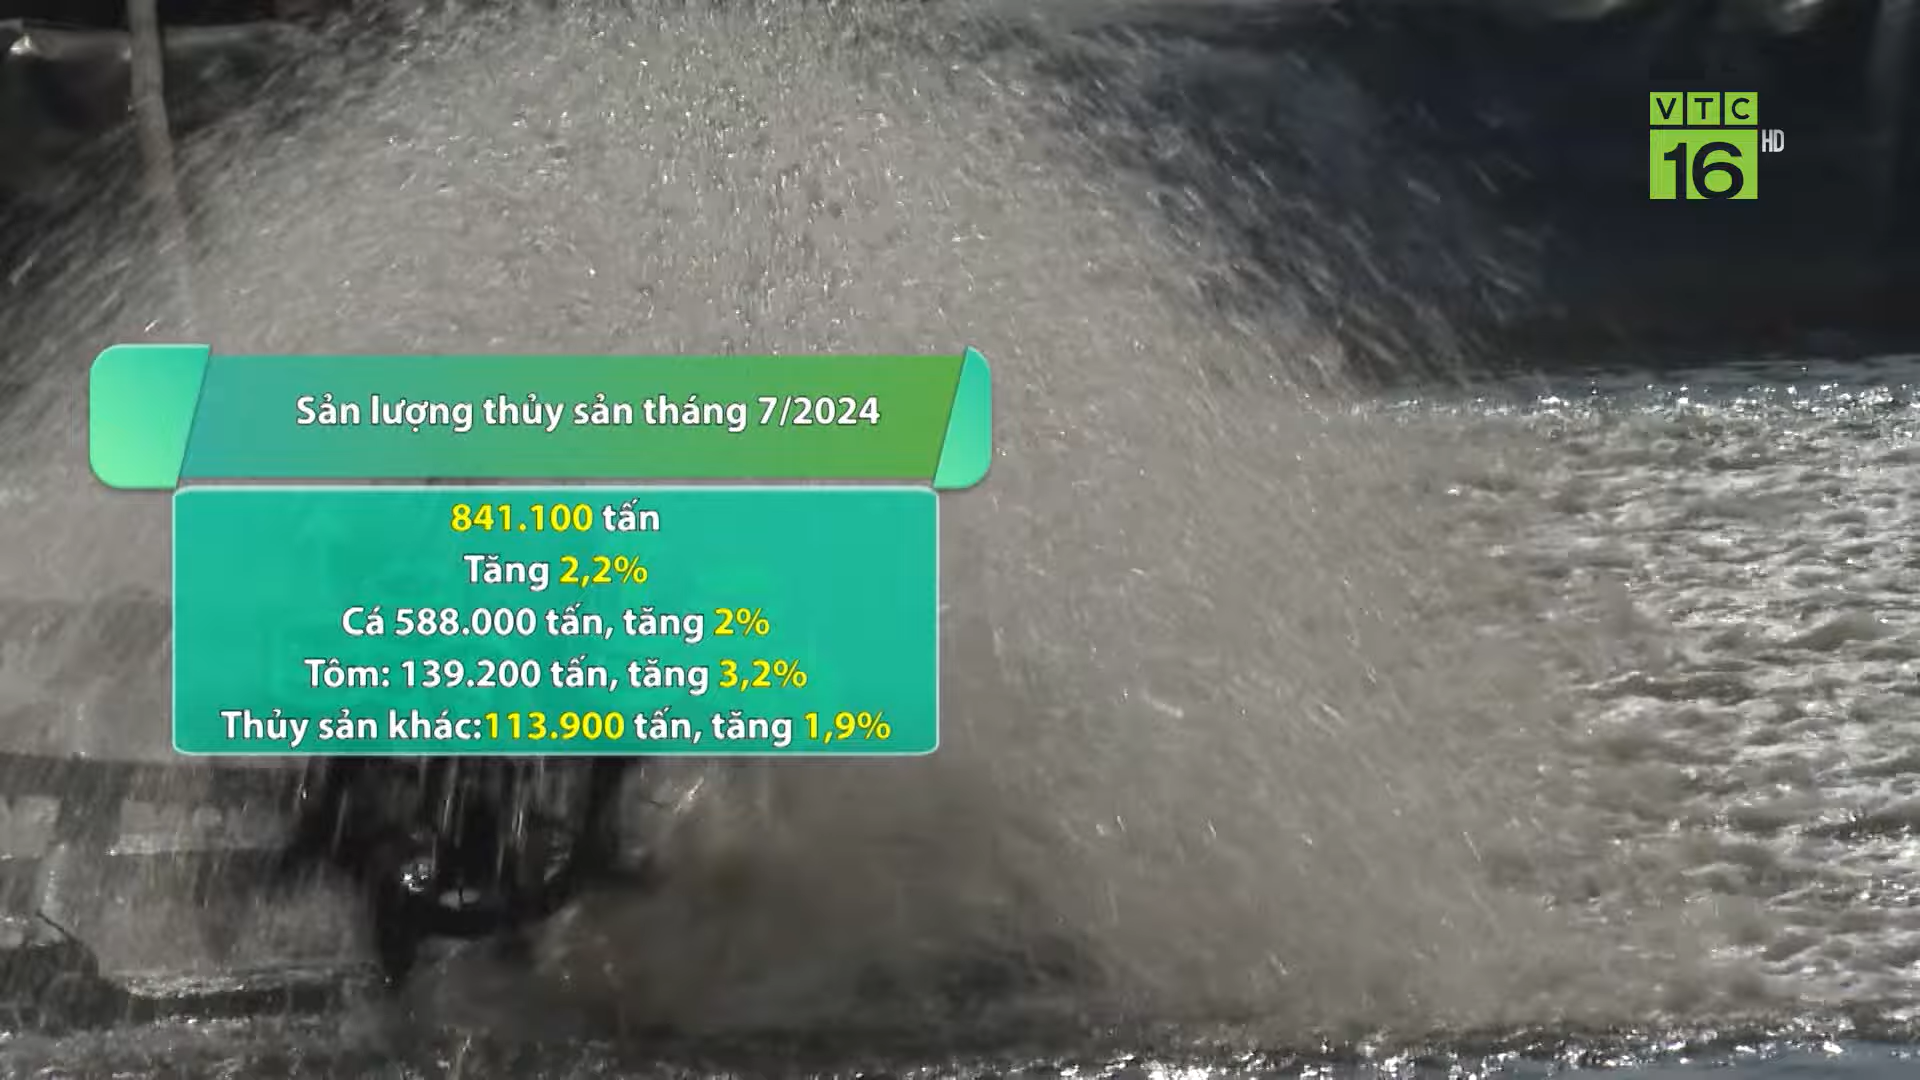 VTC
16 HD
Sản lượng thủy sản tháng 7/2024
841.100 tấn
Tăng 2,2%
Cá 588.000 tấn, tăng 2%
Tôm: 139.200 tấn, tăng 3,2%
Thủy sản khác:113.900 tấn, tăng 1,9%